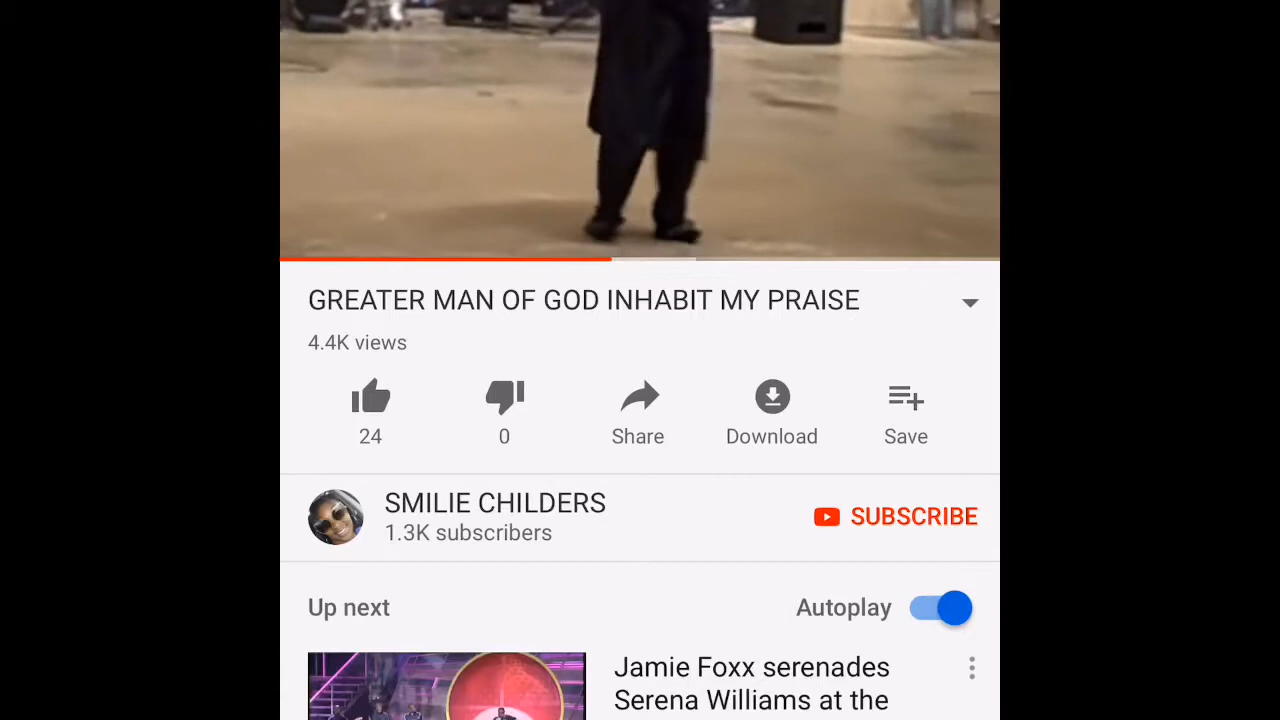 GREATER MAN OF GOD INHABIT MY PRAISE
4.4K views
24
0
Share
Download
Save
SMILIE CHILDERS
1.3K subscribers
SUBSCRIBE
Up next
Autoplay
Jamie Foxx serenades
Serena Williams at the